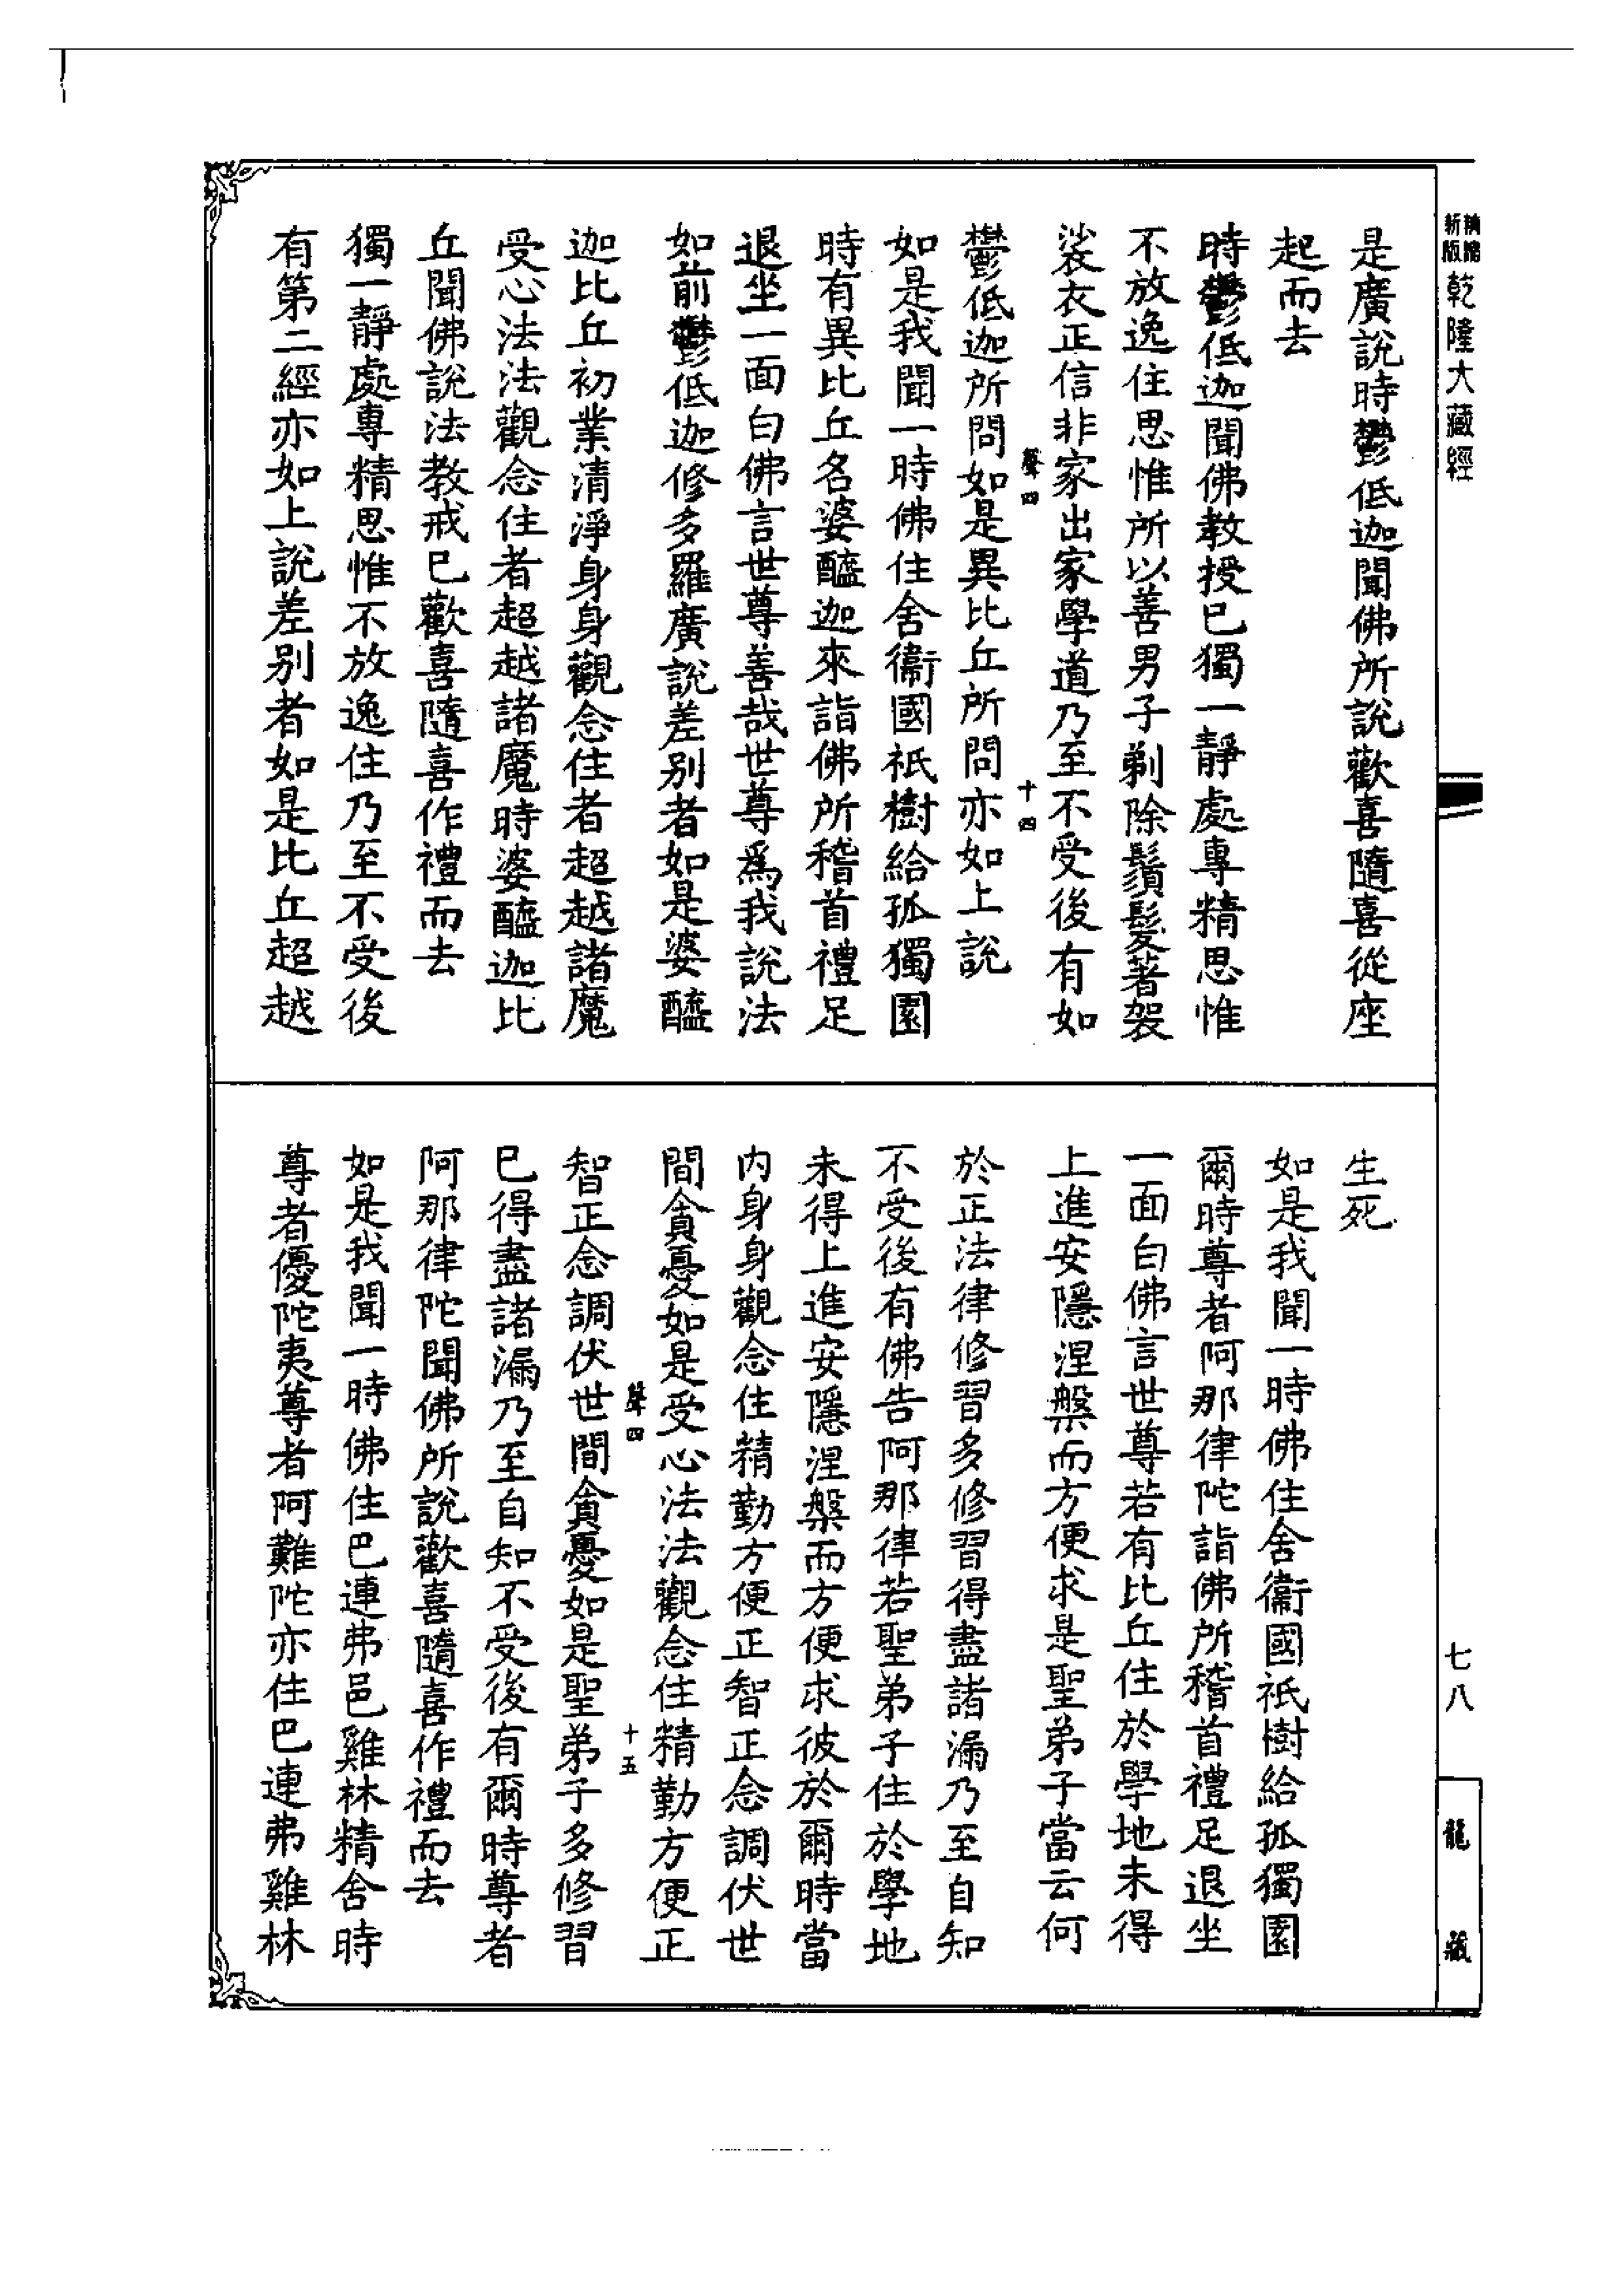 新版
精縮
乾隆大藏經
是廣說時鬱低迦聞佛所說歡喜隨喜從座
起而去
時鬱低迦聞佛教授已獨一靜處專精思惟
不放逸住思惟所以善男子剃除鬚髮著袈
裟衣正信非家出家學道乃至不受後有如
聲四
十四
鬱低迦所問如是異比丘所問亦如上說
如是我聞一時佛住舍衞國祇樹給孤獨園
時有異比丘名婆醯迦來詣佛所稽首禮足
退坐一面白佛言世尊善哉世尊爲我說法
如前鬱低迦修多羅廣說差别者如是婆醯
迦比丘初業清淨身身觀念住者超越諸魔
受心法法觀念住者超越諸魔時婆醯迦比
丘聞佛說法教戒已歡喜隨喜作禮而去
獨一靜處專精思惟不放逸住乃至不受後
有第二經亦如上說差别者如是比丘超越
生死
如是我聞一時佛住舍衞國祇樹給孤獨園
爾時尊者阿那律陀詣佛所稽首禮足退坐
一面白佛言世尊若有比丘住於學地未得
上進安隱涅槃而方便求是聖弟子當云何
於正法律修習多修習得盡諸漏乃至自知
不受後有佛告阿那律若聖弟子住於學地
未得上進安隱涅槃而方便求彼於爾時當
内身身觀念住精勤方便正智正念調伏世
間貪憂如是受心法法觀念住精勤方便正
聲四
十五
智正念調伏世間貪憂如是聖弟子多修習
已得盡諸漏乃至自知不受後有爾時尊者
阿那律陀聞佛所說歡喜隨喜作禮而去
如是我聞一時佛住巴連弗邑雞林精舍時
尊者優陀夷尊者阿難陀亦住巴連弗雞林
七八
龍藏